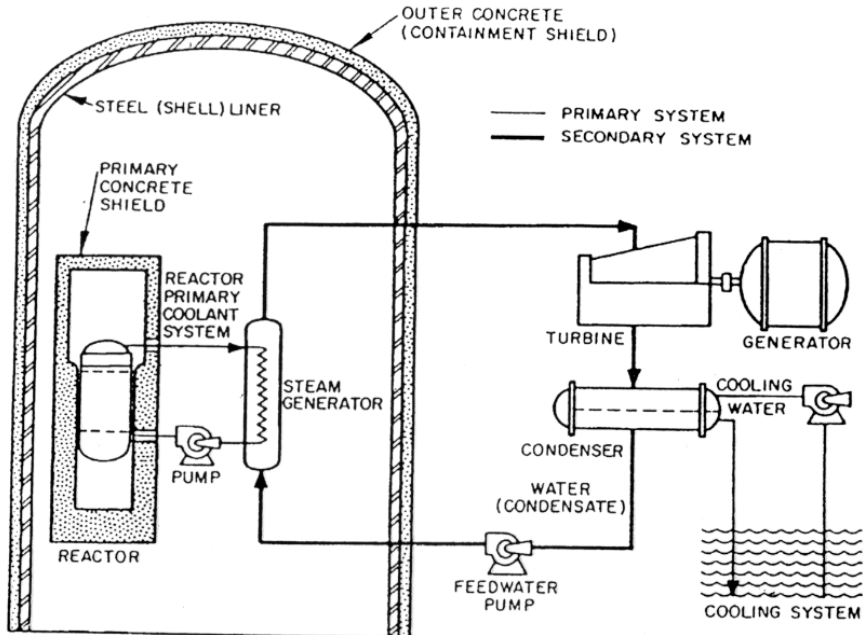 OUTER CONCRETE
(CONTAINMENT SHIELD)
STEEL (SHELL) LINER
PRIMARY SYSTEM
SECONDARY SYSTEM
PRIMARY
CONCRETE
SHIELD
REACTOR
PRIMARY
COOLANT
SYSTEM
TURBINE
GENERATOR
STEAM
GENERATOR
COOLING
WATER
CONDENSER
PUMP
WATER
(CONDENSATE)
REACTOR
FEEDWATER
PUMP
COOLING SYSTEM